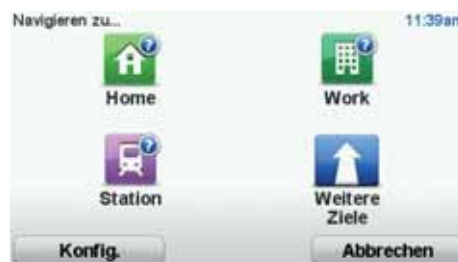 Navigieren zu...
11:39am
Home
Work
Station
Weitere
Ziele
Konfig.
Abbrechen